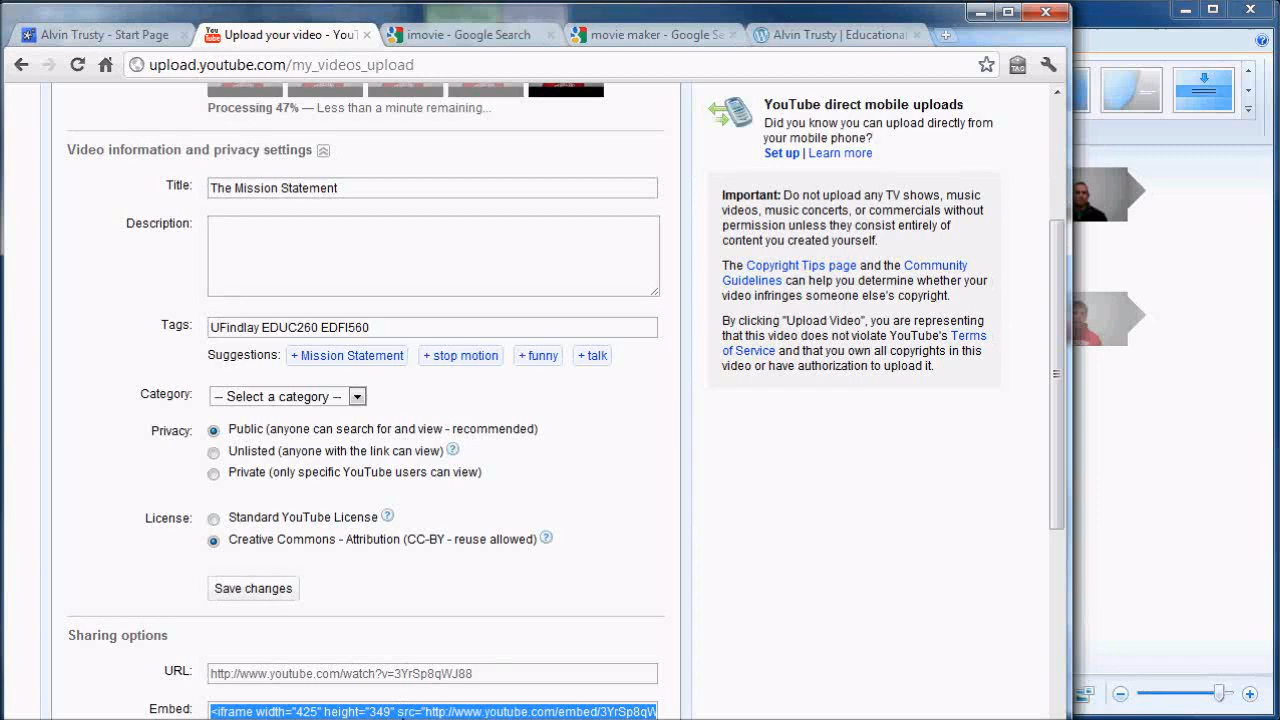 Alvin Trusty - Start Page
Upload your video - YouT
imovie - Google Search
movie maker - Google Se
Alvin Trusty | Educationa
upload.youtube.com/my_videos_upload
Processing 47% — Less than a minute remaining...
Video information and privacy settings
Title: The Mission Statement
Description:
Tags: UFindlay EDUC260 EDFI560
Suggestions: + Mission Statement + stop motion + funny + talk
Category: -- Select a category --
Privacy: Public (anyone can search for and view - recommended)
Unlisted (anyone with the link can view) ?
Private (only specific YouTube users can view)
License: Standard YouTube License ?
Creative Commons - Attribution (CC-BY - reuse allowed) ?
Save changes
Sharing options
URL: http://www.youtube.com/watch?v=3YrSp8qWJ88
Embed: <iframe width="425" height="349" src="http://www.youtube.com/embed/3YrSp8qW
YouTube direct mobile uploads
Did you know you can upload directly from
your mobile phone?
Set up | Learn more
Important: Do not upload any TV shows, music
videos, music concerts, or commercials without
permission unless they consist entirely of
content you created yourself.
The Copyright Tips page and the Community
Guidelines can help you determine whether your
video infringes someone else's copyright.
By clicking "Upload Video", you are representing
that this video does not violate YouTube's Terms
of Service and that you own all copyrights in this
video or have authorization to upload it.